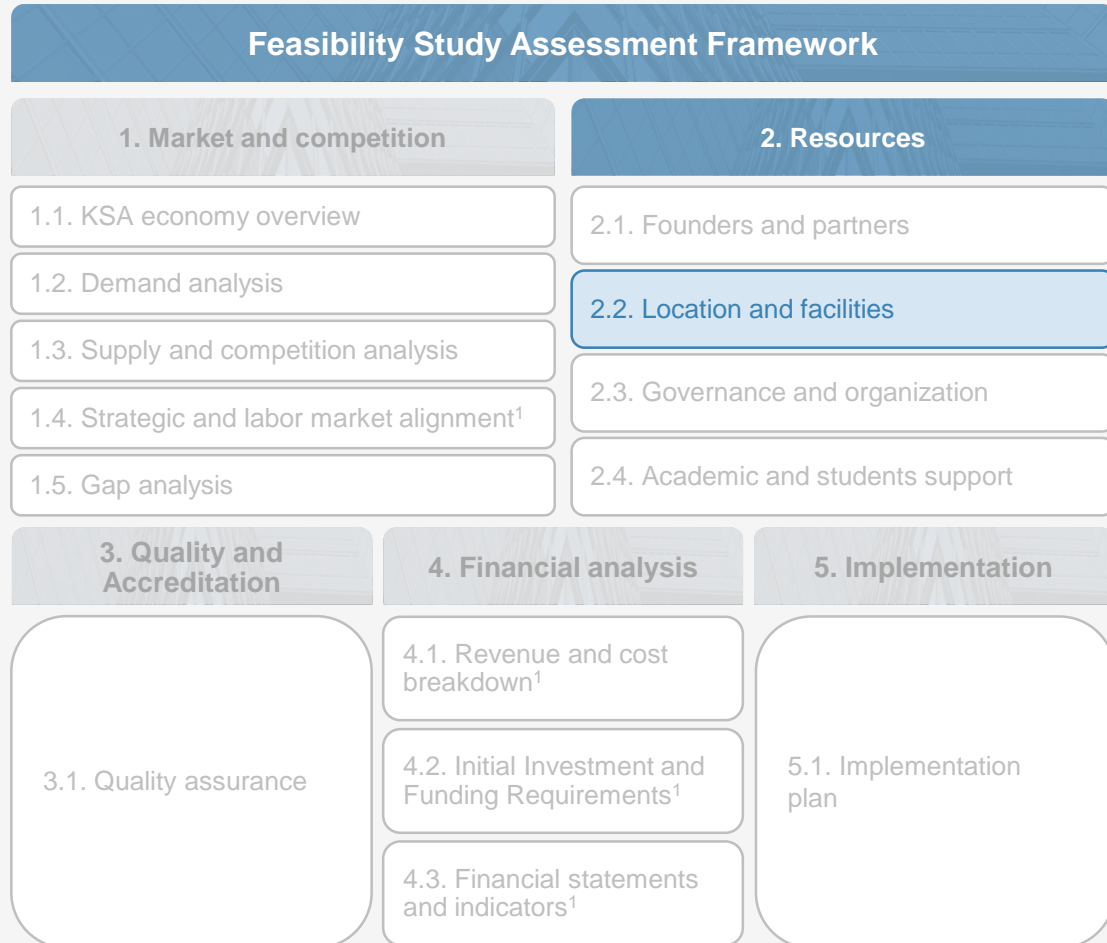 Feasibility Study Assessment Framework
1. Market and competition
1.1. KSA economy overview
1.2. Demand analysis
1.3. Supply and competition analysis
1.4. Strategic and labor market alignment¹
1.5. Gap analysis
2. Resources
2.1. Founders and partners
2.2. Location and facilities
2.3. Governance and organization
2.4. Academic and students support
3. Quality and
Accreditation
3.1. Quality assurance
4. Financial analysis
4.1. Revenue and cost
breakdown¹
4.2. Initial Investment and
Funding Requirements¹
4.3. Financial statements
and indicators¹
5. Implementation
5.1. Implementation
plan